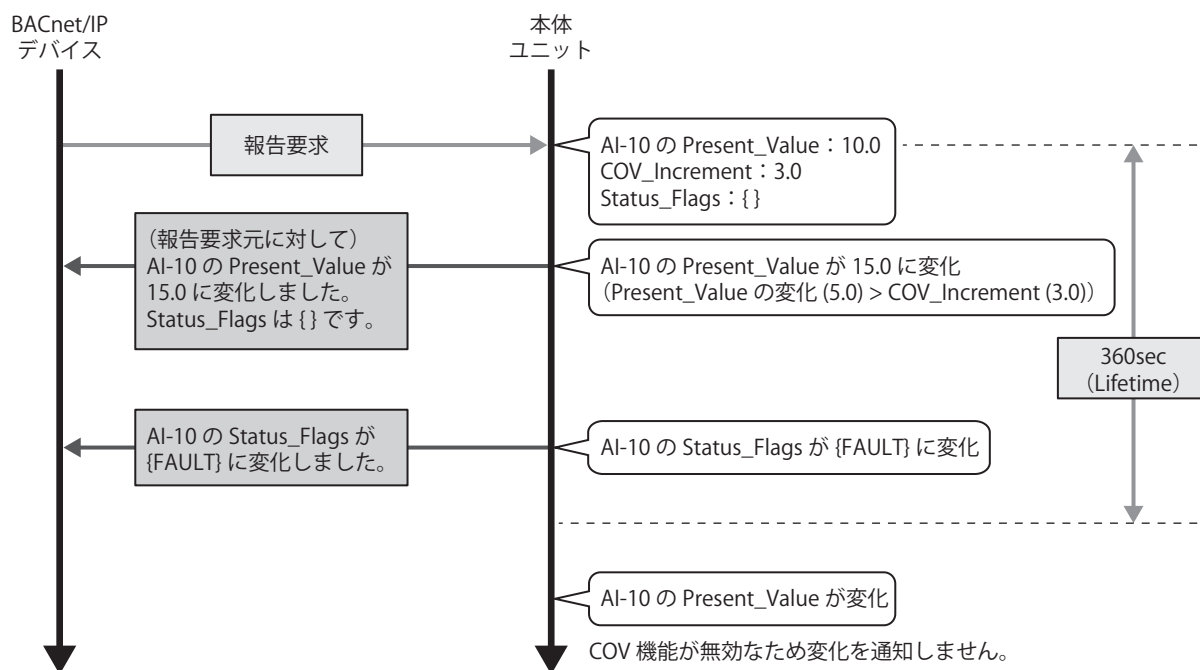 BACnet/IP
デバイス
本体
ユニット
報告要求
AI-10 の Present_Value：10.0
COV_Increment：3.0
Status_Flags：{ }
（報告要求元に対して）
AI-10 の Present_Value が
15.0 に変化しました。
Status_Flags は { } です。
AI-10 の Present_Value が 15.0 に変化
（Present_Value の変化 (5.0) > COV_Increment (3.0)）
360sec
（Lifetime）
AI-10 の Status_Flags が
{FAULT} に変化しました。
AI-10 の Status_Flags が {FAULT} に変化
AI-10 の Present_Value が変化
COV 機能が無効なため変化を通知しません。